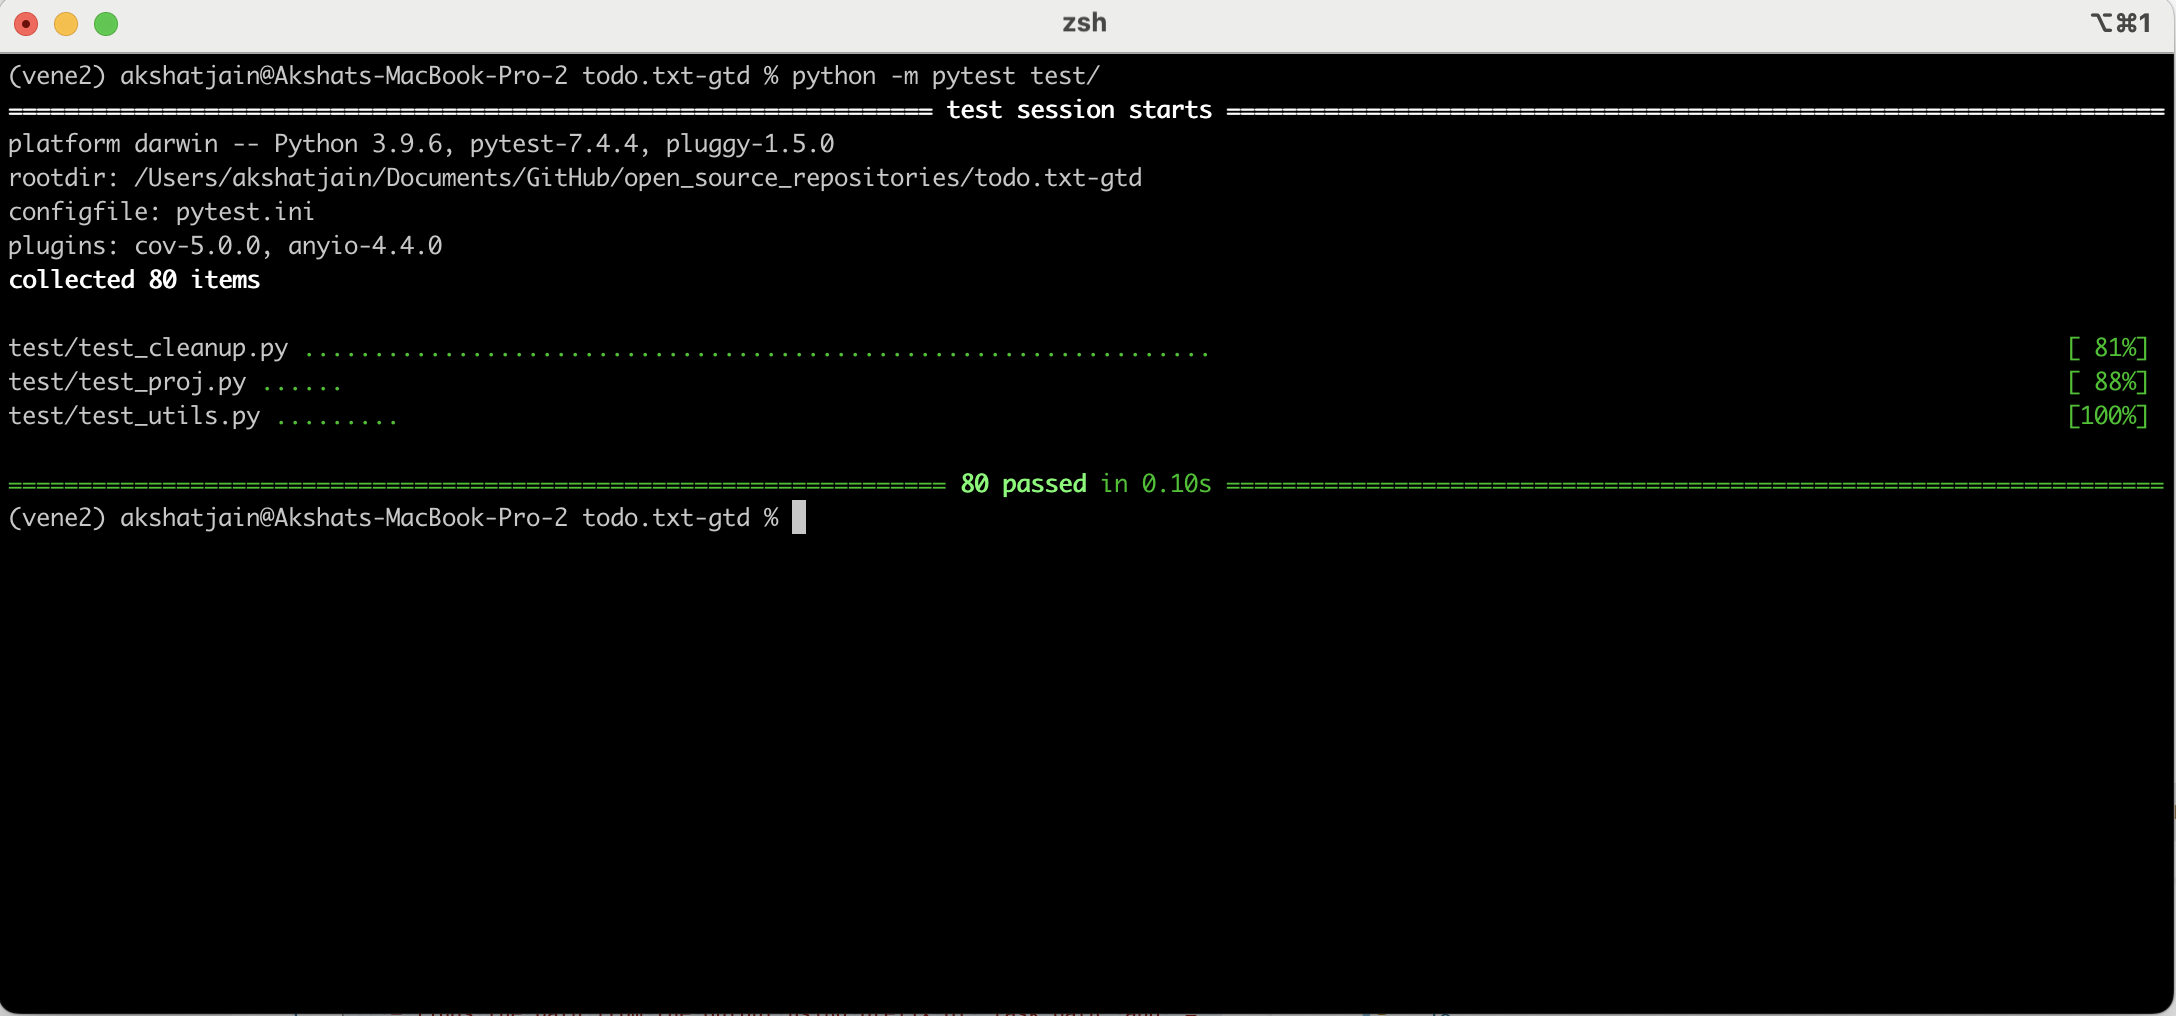 zsh
⌥⌘1
(vene2) akshatjain@Akshats-MacBook-Pro-2 todo.txt-gtd % python -m pytest test/
================================================================== test session starts ===================================================================
platform darwin -- Python 3.9.6, pytest-7.4.4, pluggy-1.5.0
rootdir: /Users/akshatjain/Documents/GitHub/open_source_repositories/todo.txt-gtd
configfile: pytest.ini
plugins: cov-5.0.0, anyio-4.4.0
collected 80 items
test/test_cleanup.py ................................................................. [ 81%]
test/test_proj.py ...... [ 88%]
test/test_utils.py ......... [100%]
=================================================================== 80 passed in 0.10s ===================================================================
(vene2) akshatjain@Akshats-MacBook-Pro-2 todo.txt-gtd %